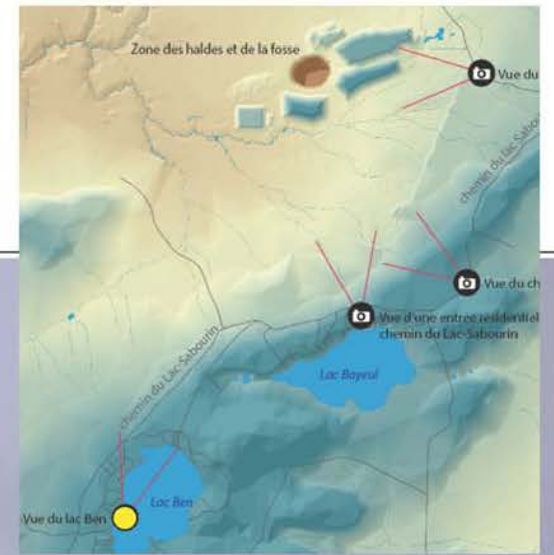 Zone des haldes et de la fosse
Vue du
chemin du lac Sabou
Vue du ch
Vue d'une entrée résidentiel
chemin du Lac-Sabourin
chemin du Lac-Sabourin
Lac Bayeul
Lac Ben
Vue du lac Ben